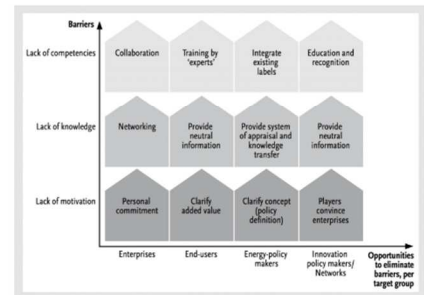 Barriers
Lack of competencies
Collaboration
Training by
'experts'
Integrate
existing
labels
Education and
recognition
Lack of knowledge
Networking
Provide
neutral
information
Provide system
of appraisal and
knowledge
transfer
Provide
neutral
information
Lack of motivation
Personal
commitment
Clarify
added value
Clarify concept
(policy
definition)
Players
convince
enterprises
Enterprises
End-users
Energy-policy
makers
Innovation
policy makers/
Networks
Opportunities
to eliminate
barriers, per
target group